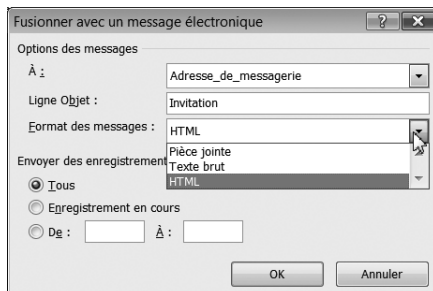 Fusionner avec un message électronique
Options des messages
À : Adresse_de_messagerie
Ligne Objet : Invitation
Format des messages : HTML
Pièce jointe
Texte brut
HTML
Envoyer des enregistrement
Tous
Enregistrement en cours
De : À :
OK Annuler